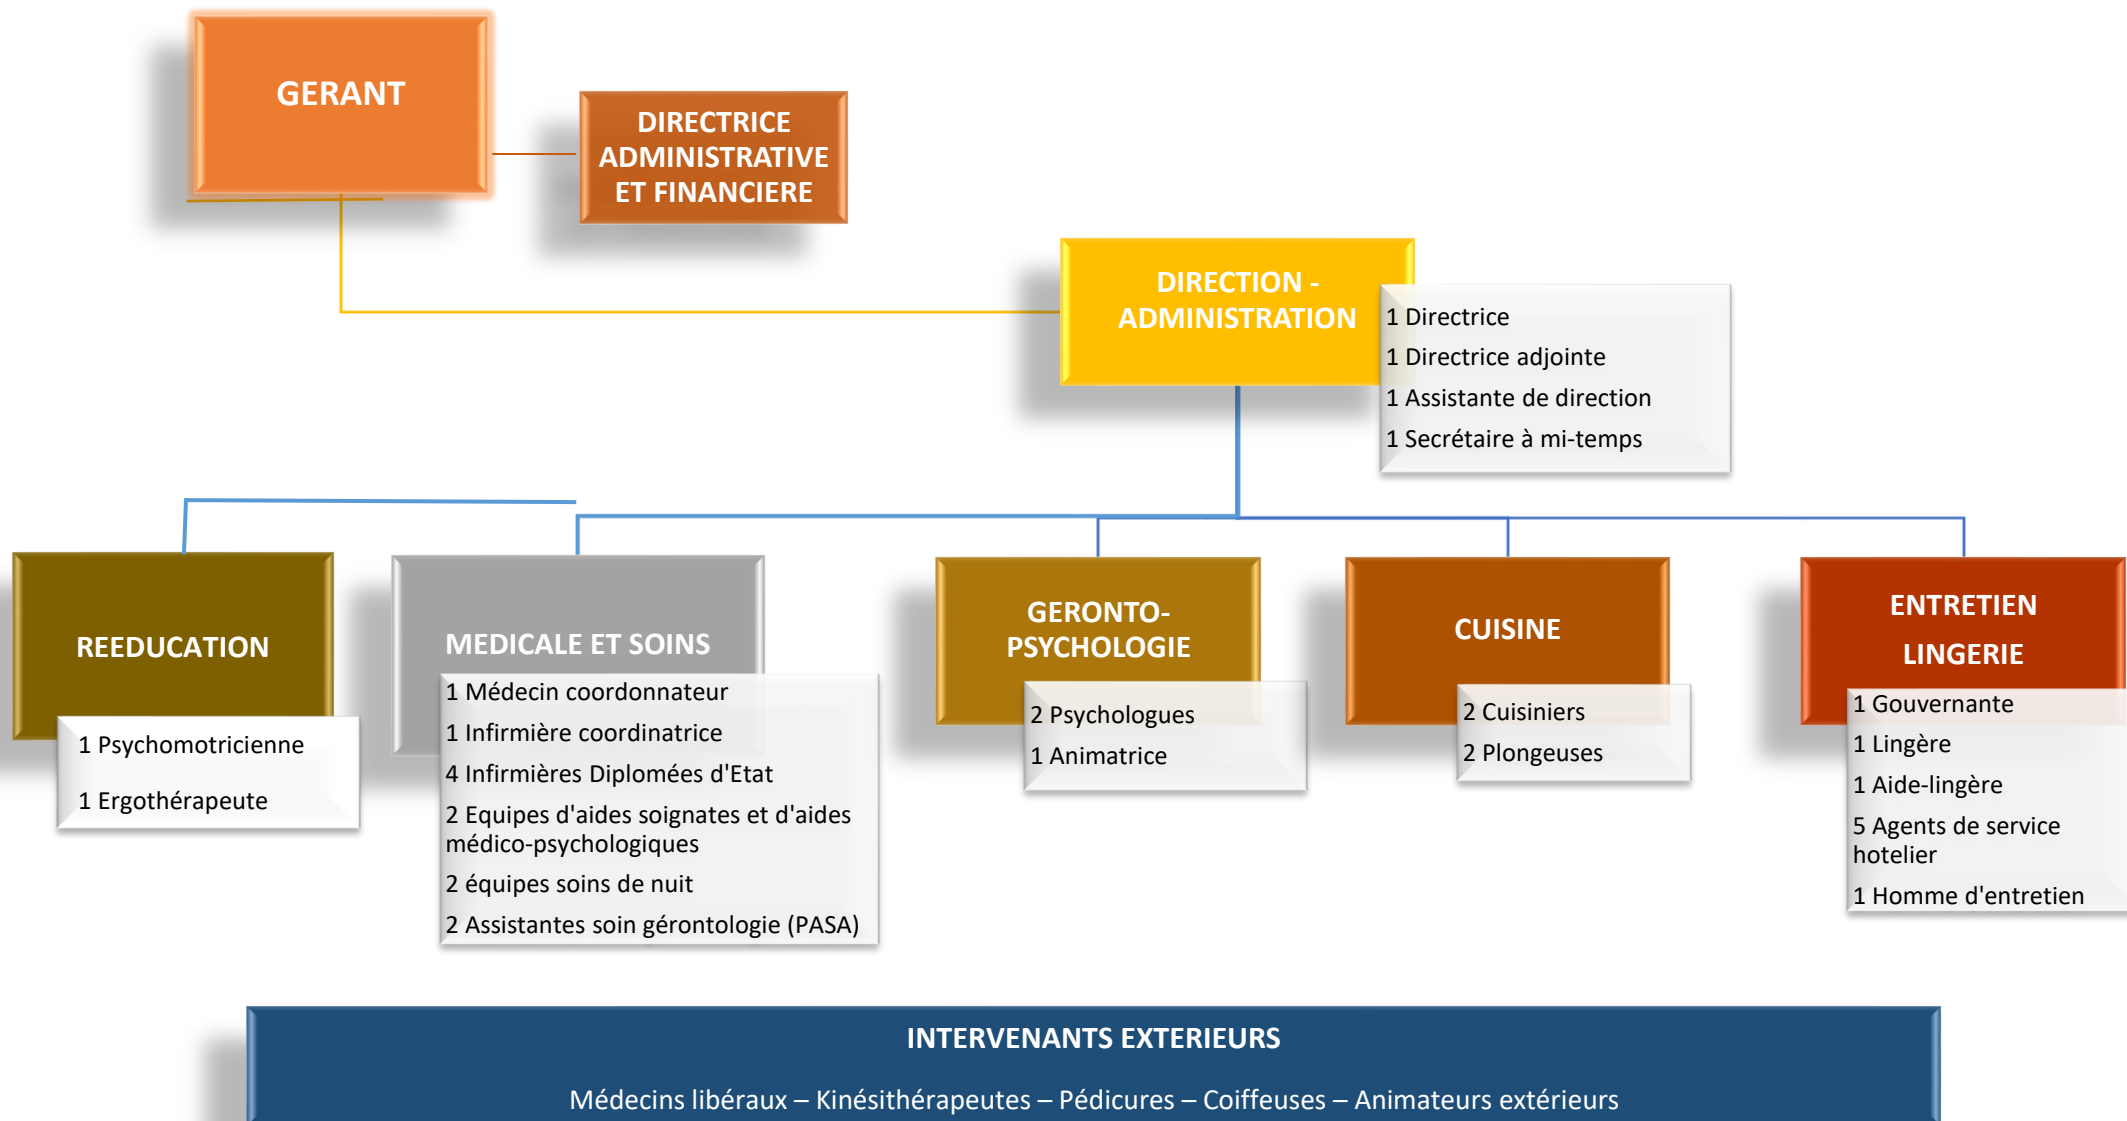 GERANT
DIRECTRICE
ADMINISTRATIVE
ET FINANCIERE
DIRECTION -
ADMINISTRATION
1 Directrice
1 Directrice adjointe
1 Assistante de direction
1 Secrétaire à mi-temps
REEDUCATION
1 Psychomotricienne
1 Ergothérapeute
MEDICALE ET SOINS
1 Médecin coordonnateur
1 Infirmière coordinatrice
4 Infirmières Diplomées d'Etat
2 Equipes d'aides soignates et d'aides
médico-psychologiques
2 équipes soins de nuit
2 Assistantes soin gérontologie (PASA)
GERONTO-
PSYCHOLOGIE
2 Psychologues
1 Animatrice
CUISINE
2 Cuisiniers
2 Plongeuses
ENTRETIEN
LINGERIE
1 Gouvernante
1 Lingère
1 Aide-lingère
5 Agents de service
hotelier
1 Homme d'entretien
INTERVENANTS EXTERIEURS
Médecins libéraux – Kinésithérapeutes – Pédicures – Coiffeuses – Animateurs extérieurs